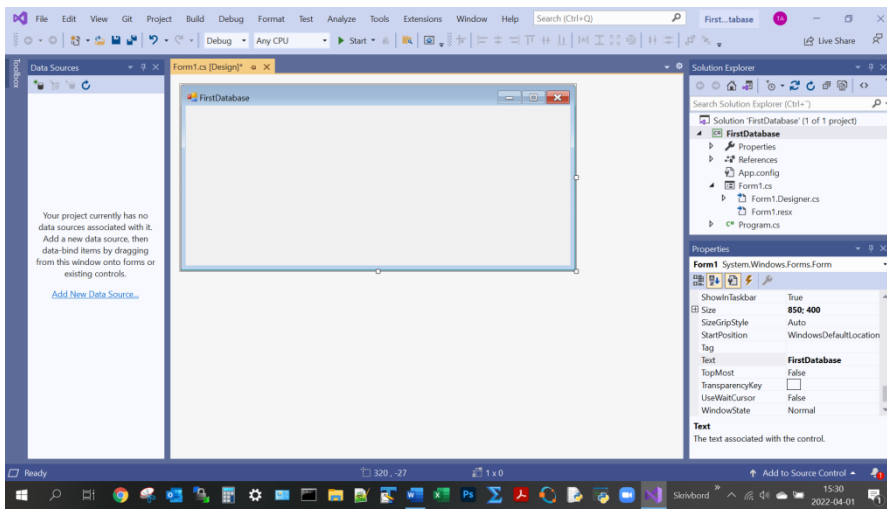 File Edit View Git Project Build Debug Format Test Analyze Tools Extensions Window Help Search (Ctrl+Q) First...tabase TA
Debug Any CPU Start Live Share
Toolbox
Data Sources
Form1.cs [Design]*
FirstDatabase
Your project currently has no
data sources associated with it.
Add a new data source, then
data-bind items by dragging
from this window onto forms or
existing controls.
Add New Data Source...
Solution Explorer
Search Solution Explorer (Ctrl+¨)
Solution 'FirstDatabase' (1 of 1 project)
C# FirstDatabase
Properties
References
App.config
Form1.cs
Form1.Designer.cs
Form1.resx
C# Program.cs
Properties
Form1 System.Windows.Forms.Form
ShowInTaskbar True
Size 850; 400
SizeGripStyle Auto
StartPosition WindowsDefaultLocation
Tag
Text FirstDatabase
TopMost False
TransparencyKey
UseWaitCursor False
WindowState Normal
Text
The text associated with the control.
Ready 320 , -27 1 x 0 Add to Source Control
Skrivbord 15:30
2022-04-01